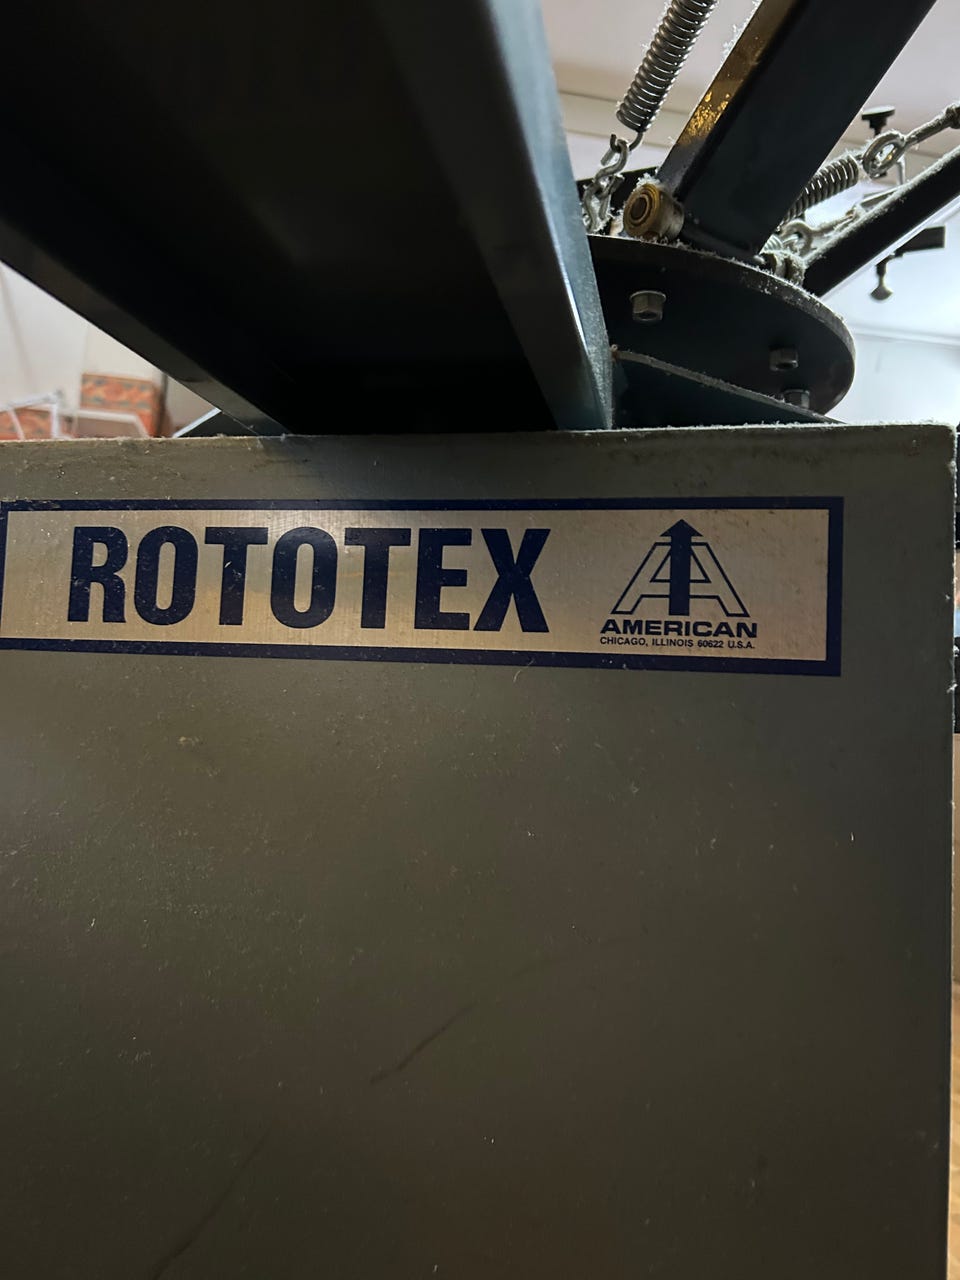 ROTOTEX
AMERICAN
CHICAGO, ILLINOIS 60622 U.S.A.